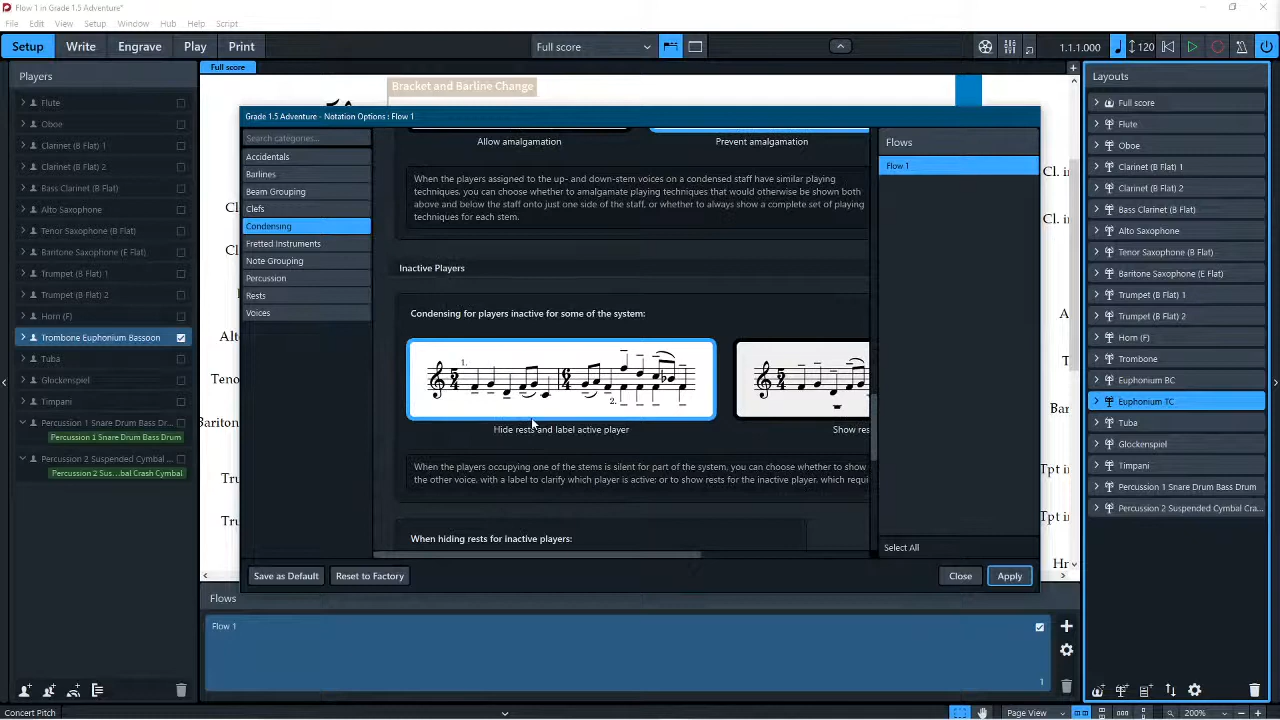 Flow 1 in Grade 1.5 Adventure*
File Edit View Setup Window Hub Help Script
Setup Write Engrave Play Print
Full score
1.1.1.000
120
Players
Flute
Oboe
Clarinet (B Flat) 1
Clarinet (B Flat) 2
Bass Clarinet (B Flat)
Alto Saxophone
Tenor Saxophone (B Flat)
Baritone Saxophone (E Flat)
Trumpet (B Flat) 1
Trumpet (B Flat) 2
Horn (F)
Trombone Euphonium Bassoon
Tuba
Glockenspiel
Timpani
Percussion 1 Snare Drum Bass Dr...
Percussion 1 Snare Drum Bass Drum
Percussion 2 Suspended Cymbal ...
Percussion 2 Sus...bal Crash Cymbal
Full score
Bracket and Barline Change
Grade 1.5 Adventure - Notation Options : Flow 1
Search categories...
Accidentals
Barlines
Beam Grouping
Clefs
Condensing
Fretted Instruments
Note Grouping
Percussion
Rests
Voices
Allow amalgamation
Prevent amalgamation
When the players assigned to the up- and down-stem voices on a condensed staff have similar playing
techniques, you can choose whether to amalgamate playing techniques that would otherwise be shown both
above and below the staff onto just one side of the staff, or whether to always show a complete set of playing
techniques for each stem.
Inactive Players
Condensing for players inactive for some of the system:
1.
2.
Hide rests and label active player
Show res
When the players occupying one of the stems is silent for part of the system, you can choose whether to show
the other voice, with a label to clarify which player is active; or to show rests for the inactive player, which requi
When hiding rests for inactive players:
Flows
Flow 1
Select All
Save as Default
Reset to Factory
Close
Apply
Cl. i
Cl. i
Tpt i
Tpt i
Hr
Flows
Flow 1
1
Layouts
Full score
Flute
Oboe
Clarinet (B Flat) 1
Clarinet (B Flat) 2
Bass Clarinet (B Flat)
Alto Saxophone
Tenor Saxophone (B Flat)
Baritone Saxophone (E Flat)
Trumpet (B Flat) 1
Trumpet (B Flat) 2
Horn (F)
Trombone
Euphonium BC
Euphonium TC
Tuba
Glockenspiel
Timpani
Percussion 1 Snare Drum Bass Drum
Percussion 2 Suspended Cymbal Cra...
Concert Pitch
Page View
200%